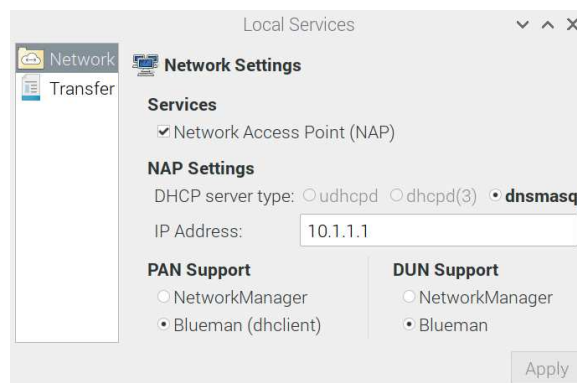 Local Services
Network
Transfer
Network Settings
Services
Network Access Point (NAP)
NAP Settings
DHCP server type: udhcpd dhcpd(3) dnsmasq
IP Address: 10.1.1.1
PAN Support
NetworkManager
Blueman (dhclient)
DUN Support
NetworkManager
Blueman
Apply